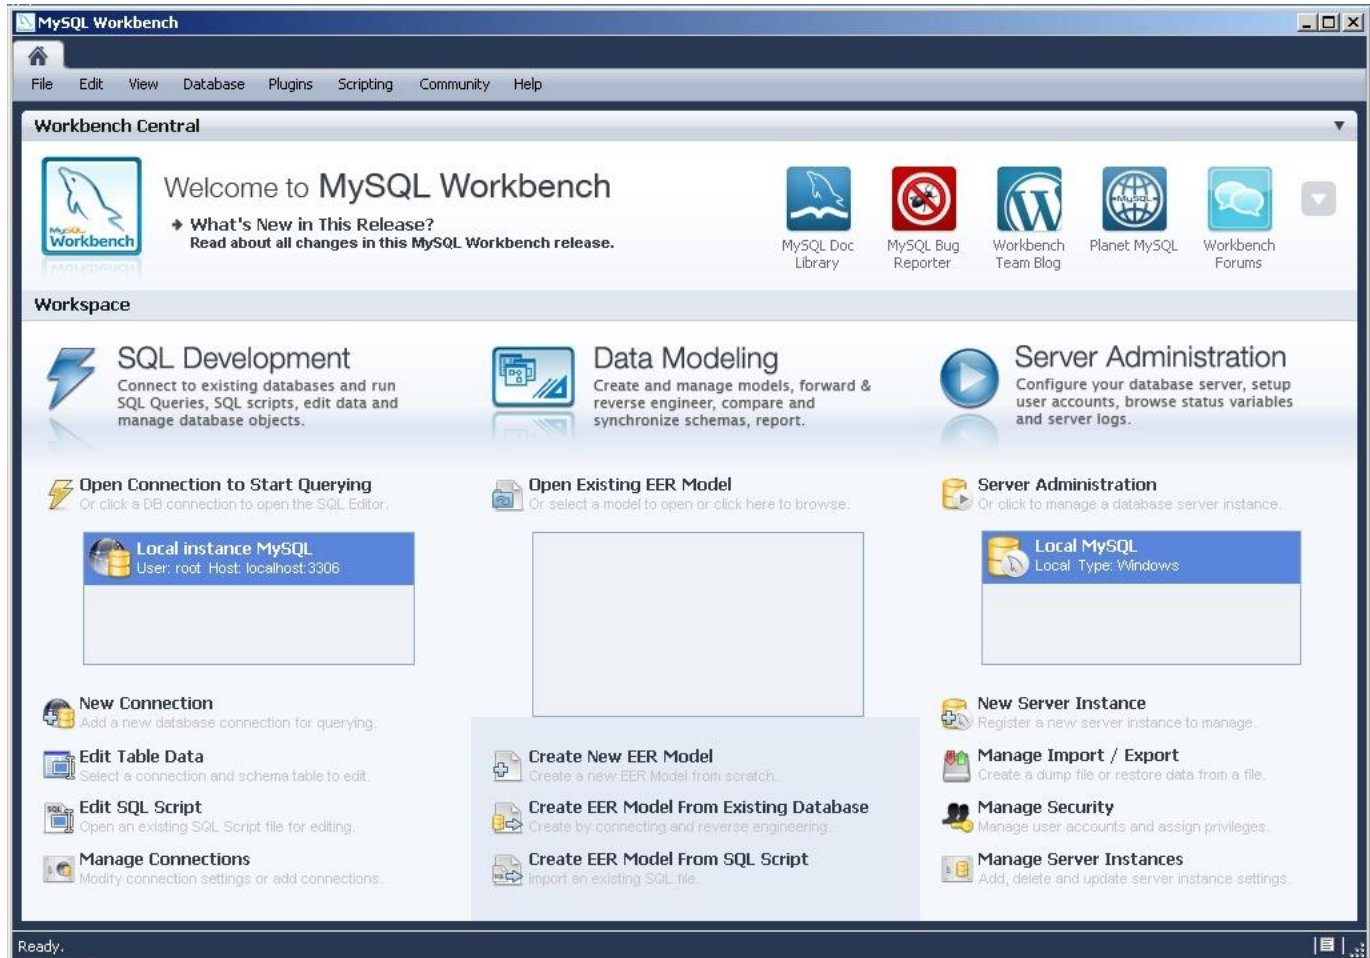 MySQL Workbench
File Edit View Database Plugins Scripting Community Help
Workbench Central
MySQL
Workbench
Welcome to MySQL Workbench
What's New in This Release?
Read about all changes in this MySQL Workbench release.
MySQL Doc
Library
MySQL Bug
Reporter
Workbench
Team Blog
MySQL
Planet MySQL
Workbench
Forums
Workspace
SQL Development
Connect to existing databases and run
SQL Queries, SQL scripts, edit data and
manage database objects.
Open Connection to Start Querying
Or click a DB connection to open the SQL Editor.
Local instance MySQL
User: root Host: localhost:3306
New Connection
Add a new database connection for querying.
Edit Table Data
Select a connection and schema table to edit.
SQL
Edit SQL Script
Open an existing SQL Script file for editing.
Manage Connections
Modify connection settings or add connections.
Data Modeling
Create and manage models, forward &
reverse engineer, compare and
synchronize schemas, report.
Open Existing EER Model
Or select a model to open or click here to browse.
Create New EER Model
Create a new EER Model from scratch.
Create EER Model From Existing Database
Create by connecting and reverse engineering.
Create EER Model From SQL Script
Import an existing SQL file.
Server Administration
Configure your database server, setup
user accounts, browse status variables
and server logs.
Server Administration
Or click to manage a database server instance.
Local MySQL
Local Type: Windows
New Server Instance
Register a new server instance to manage.
Manage Import / Export
Create a dump file or restore data from a file.
Manage Security
Manage user accounts and assign privileges.
Manage Server Instances
Add, delete and update server instance settings.
Ready.